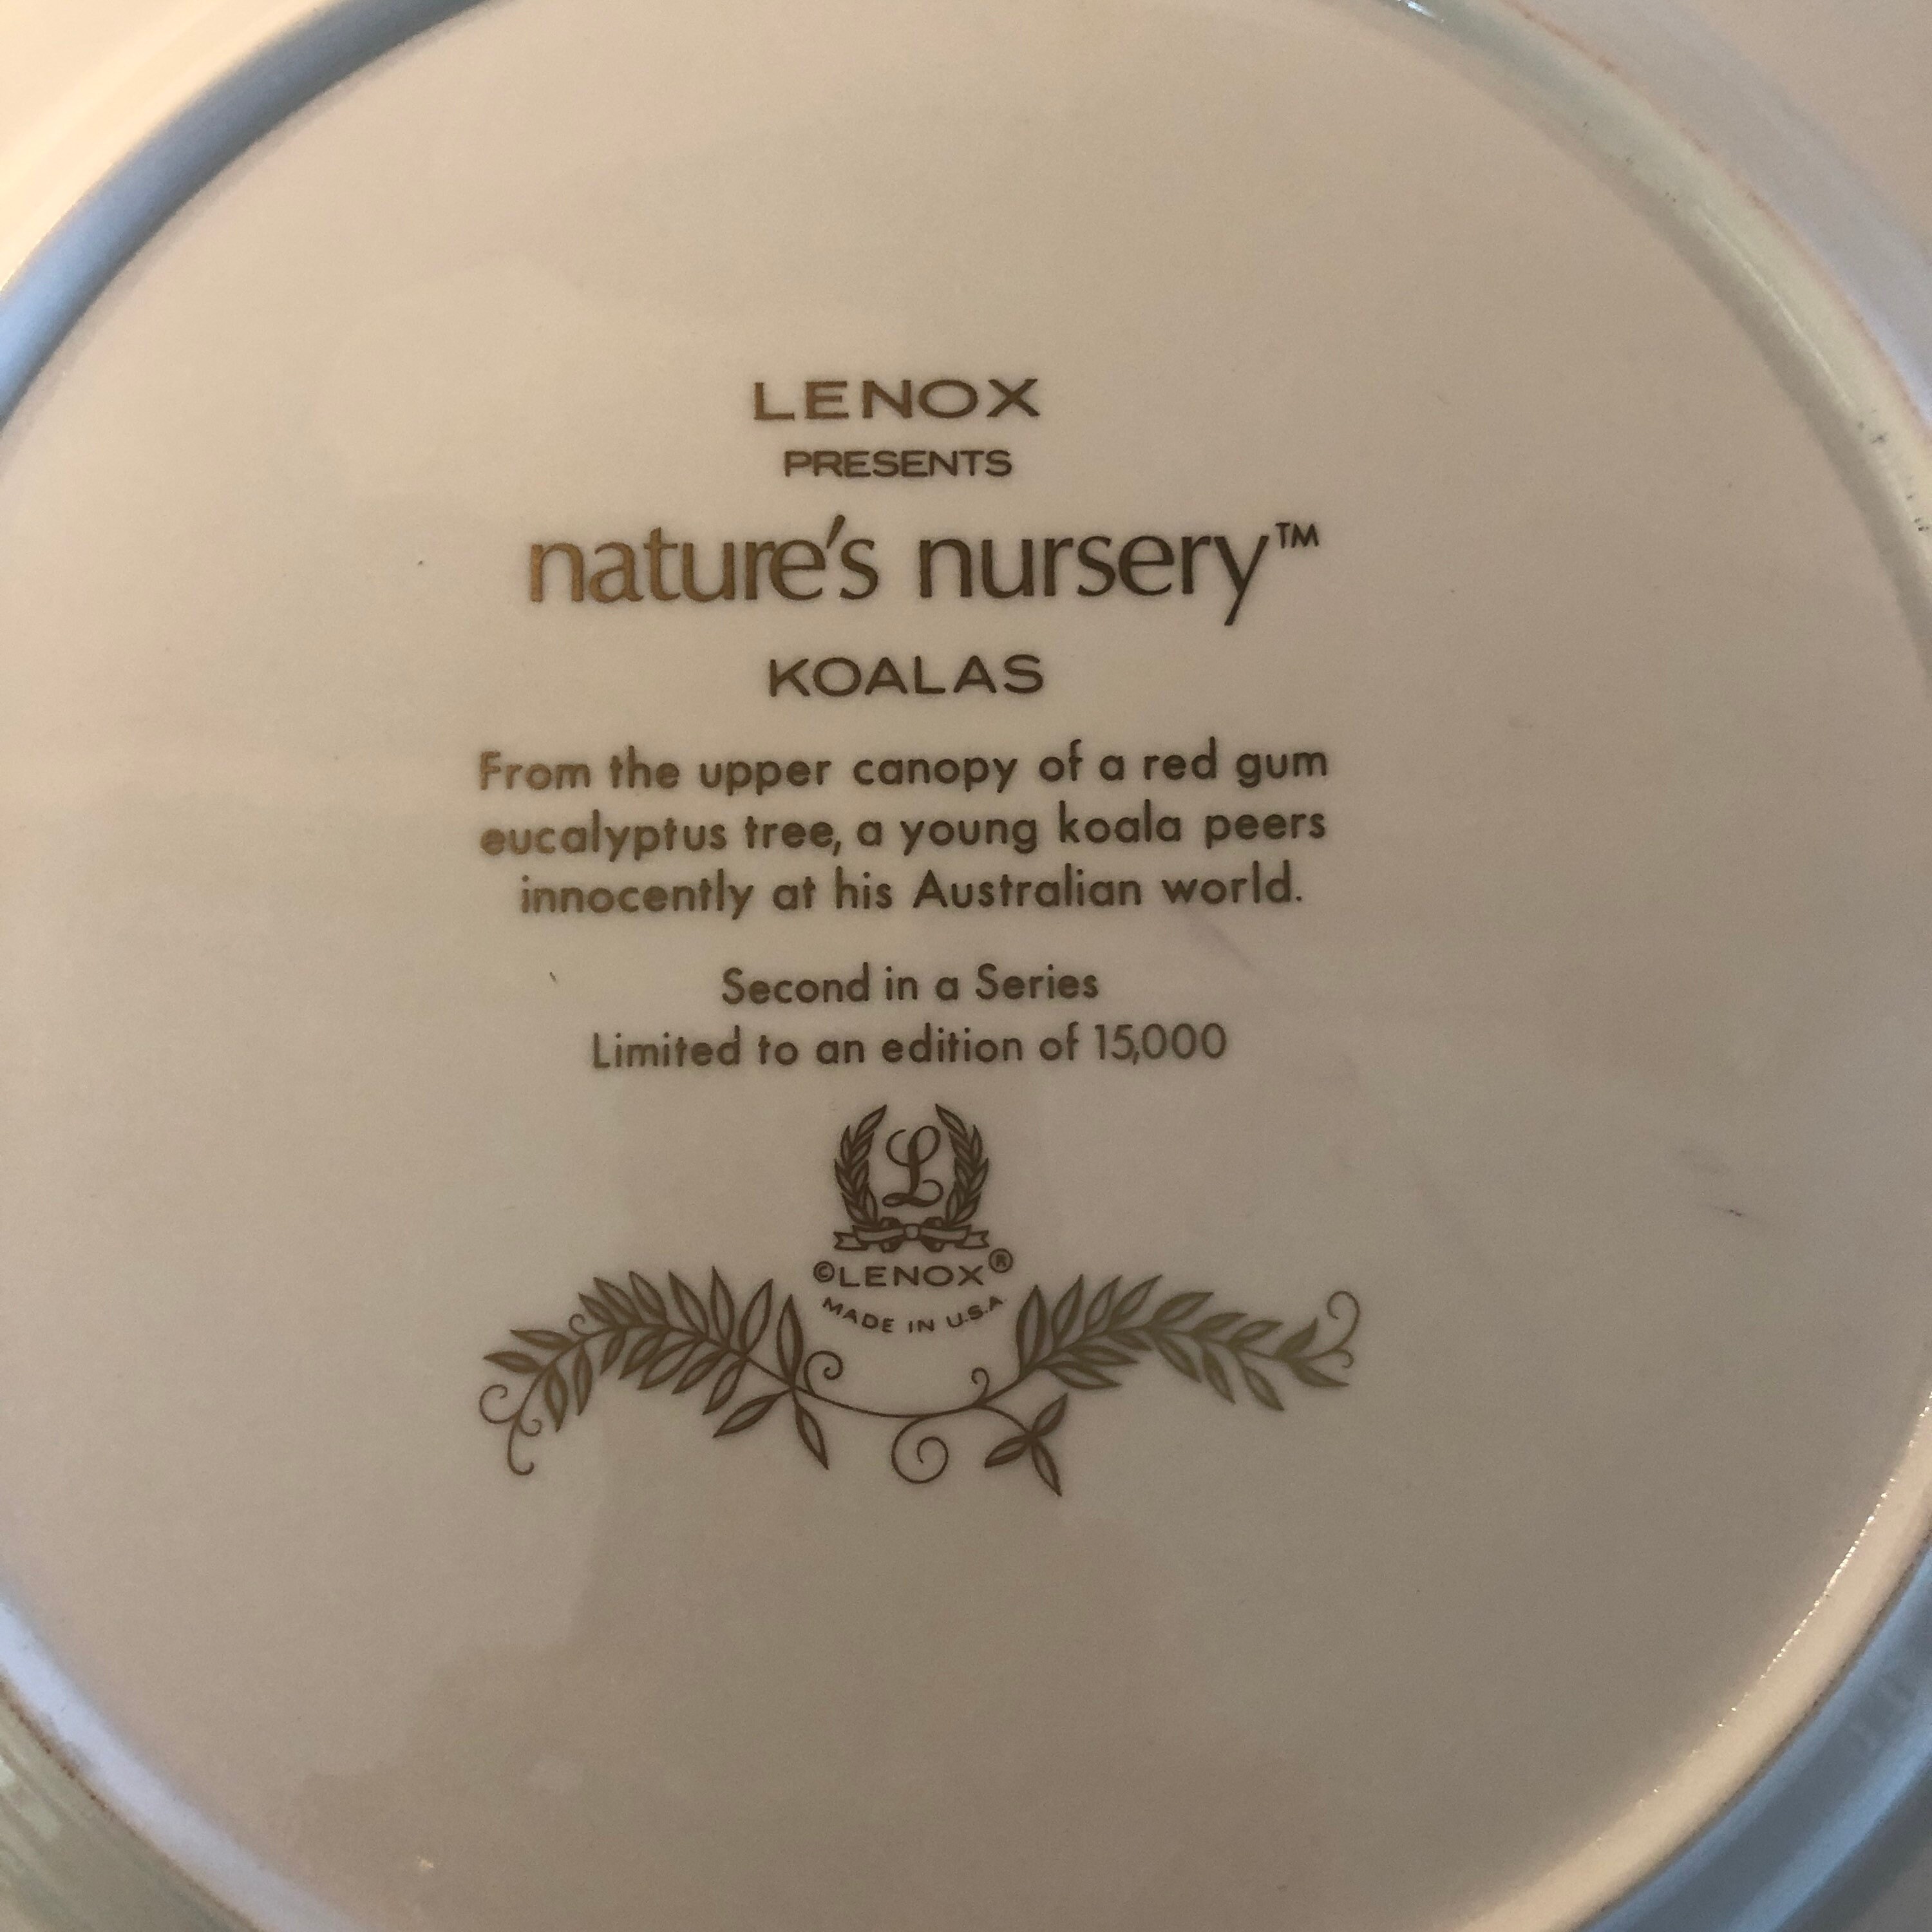 LENOX
PRESENTS
nature's nursery™
KOALAS
From the upper canopy of a red gum
eucalyptus tree, a young koala peers
innocently at his Australian world.
Second in a Series
Limited to an edition of 15,000
L
©LENOX®
MADE IN U.S.A.